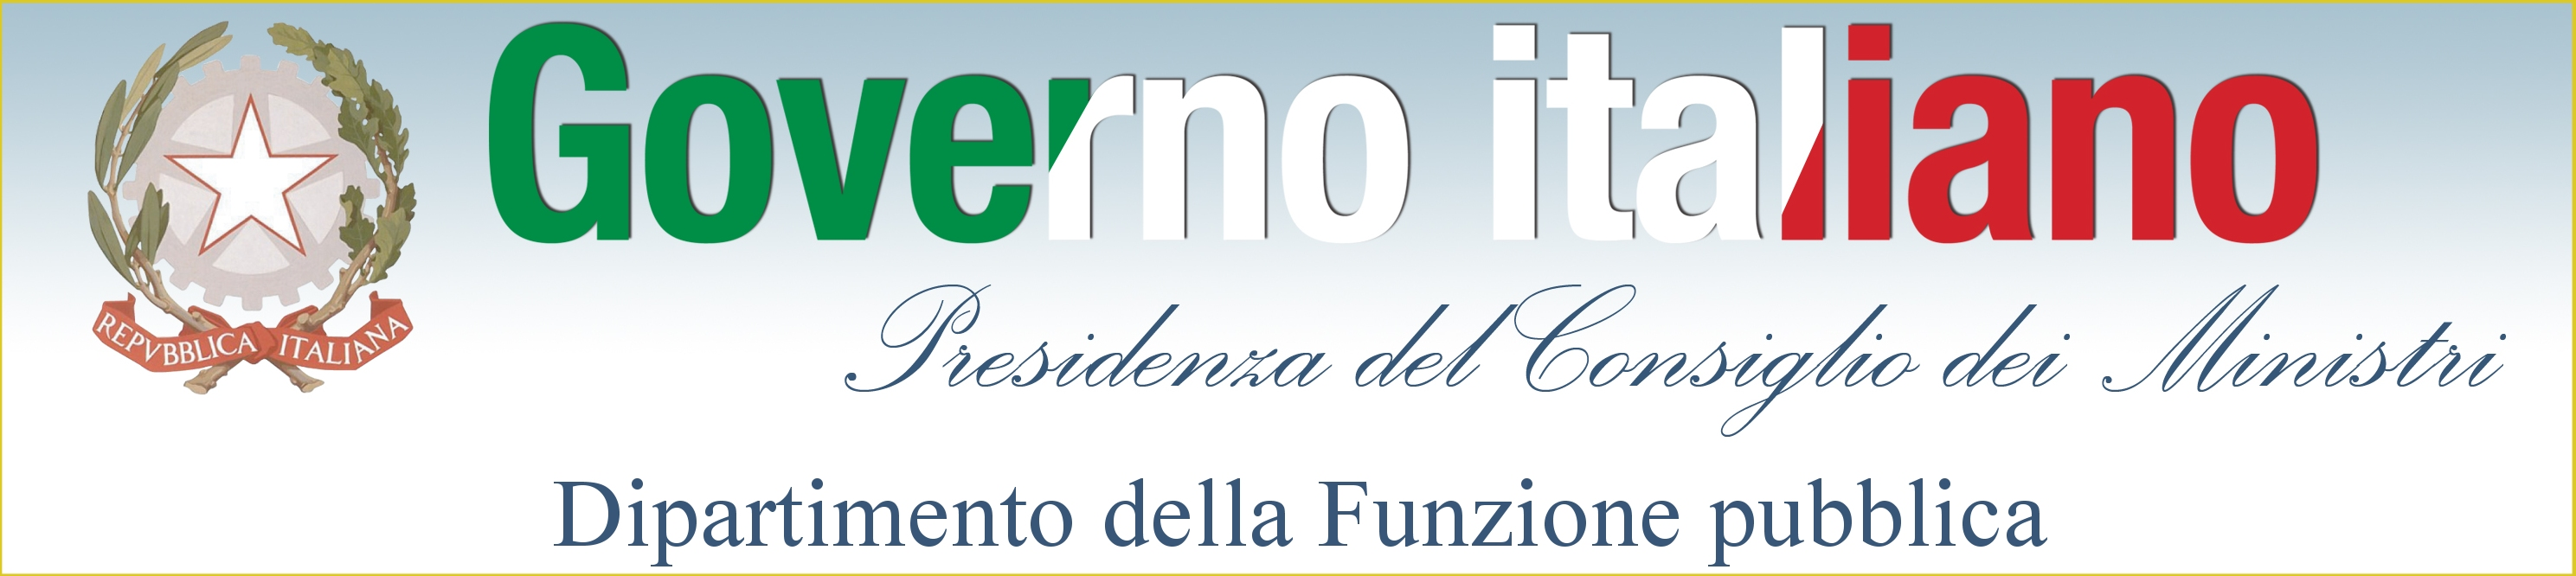 Governo italiano
REPVBBLICA ITALIANA
Presidenza del Consiglio dei Ministri
Dipartimento della Funzione pubblica